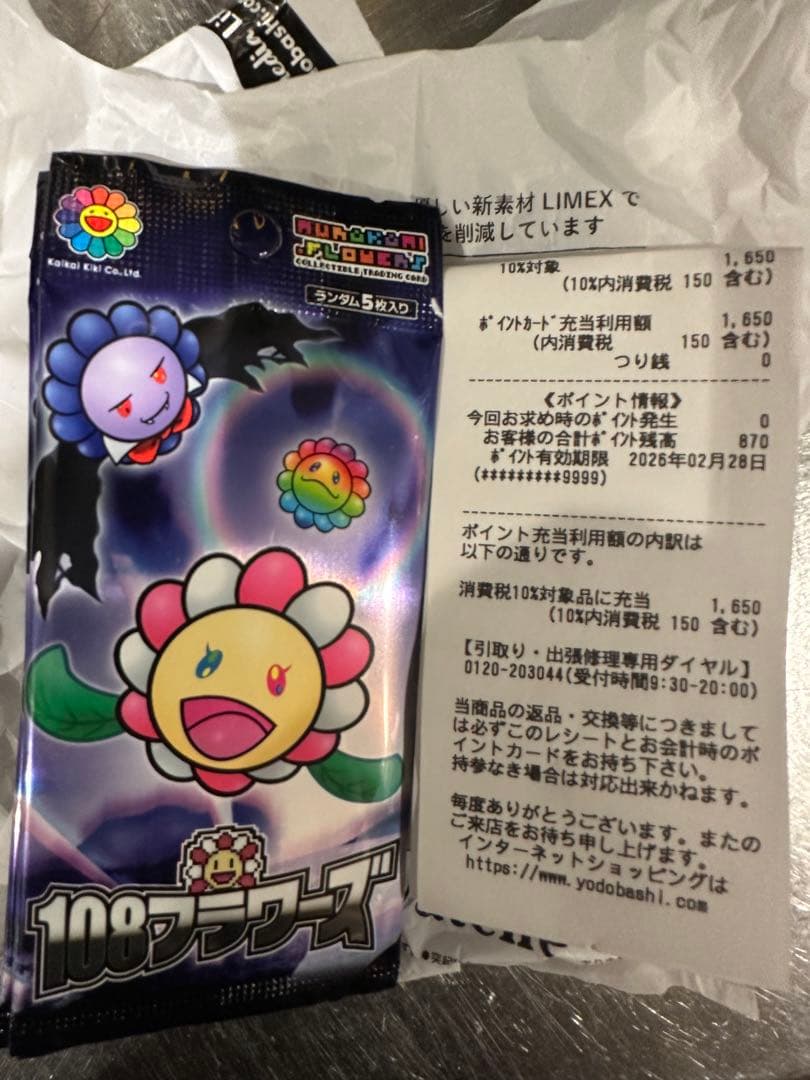 edia Li
obashi.co
Kaikai Kiki Co., Ltd.
MURAKAMI
.FLOWERS
COLLECTIBLE TRADING CARD
ランダム5枚入り
108フラワーズ
しい新素材 LIMEX で
を削減しています
10%対象 1,650
(10%内消費税 150 含む)
ﾎﾟｲﾝﾄｶｰﾄﾞ充当利用額 1,650
(内消費税 150 含む)
つり銭 0
《ポイント情報》
今回お求め時のﾎﾟｲﾝﾄ発生 0
お客様の合計ﾎﾟｲﾝﾄ残高 870
ﾎﾟｲﾝﾄ有効期限 2026年02月28日
(*********9999)
ポイント充当利用額の内訳は
以下の通りです。
消費税10%対象品に充当 1,650
(10%内消費税 150 含む)
【引取り・出張修理専用ダイヤル】
0120-203044(受付時間9:30-20:00)
当商品の返品・交換等につきまして
は必ずこのレシートとお会計時のポ
イントカードをお持ち下さい。
持参なき場合は対応出来かねます。
毎度ありがとうございます。またの
ご来店をお待ち申し上げます。
インターネットショッピングは
https://www.yodobashi.com